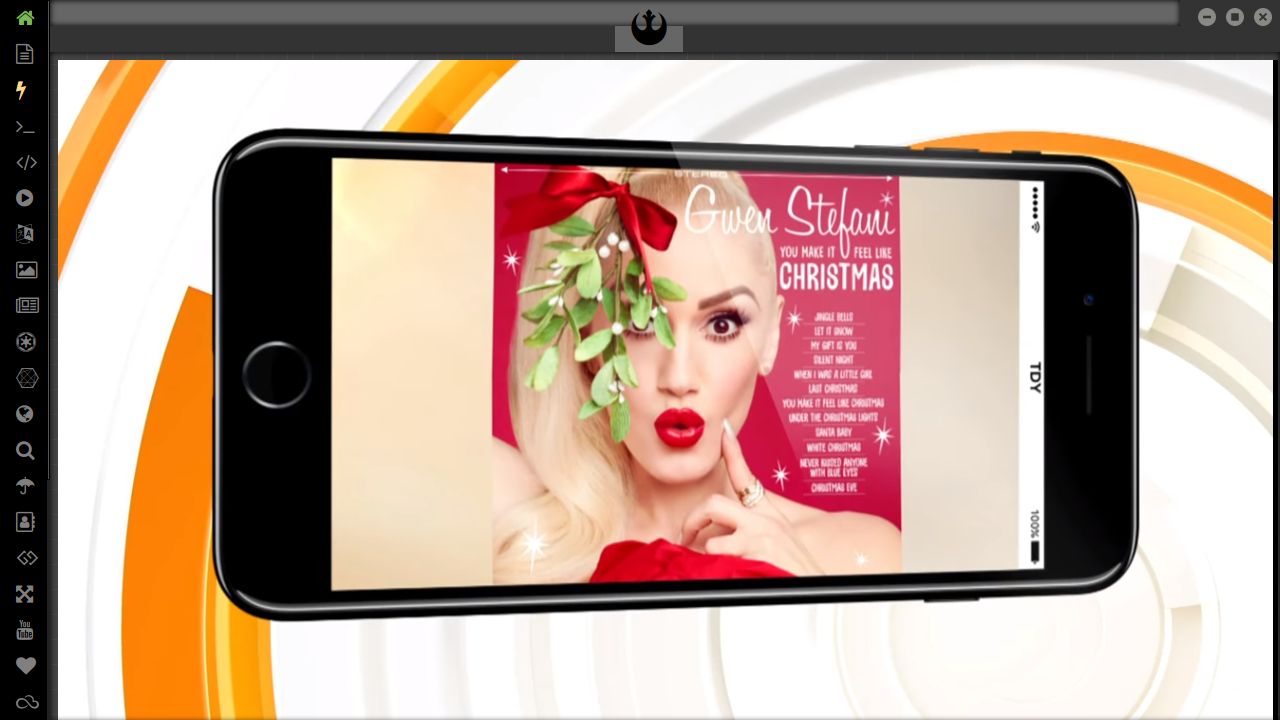 STEREO
Gwen Stefani
YOU MAKE IT FEEL LIKE
CHRISTMAS
JINGLE BELLS
LET IT SNOW
MY GIFT IS YOU
SILENT NIGHT
WHEN I WAS A LITTLE GIRL
LAST CHRISTMAS
YOU MAKE IT FEEL LIKE CHRISTMAS
UNDER THE CHRISTMAS LIGHTS
SANTA BABY
WHITE CHRISTMAS
NEVER KISSED ANYONE
WITH BLUE EYES
CHRISTMAS EVE
TDY
100%
You
Tube